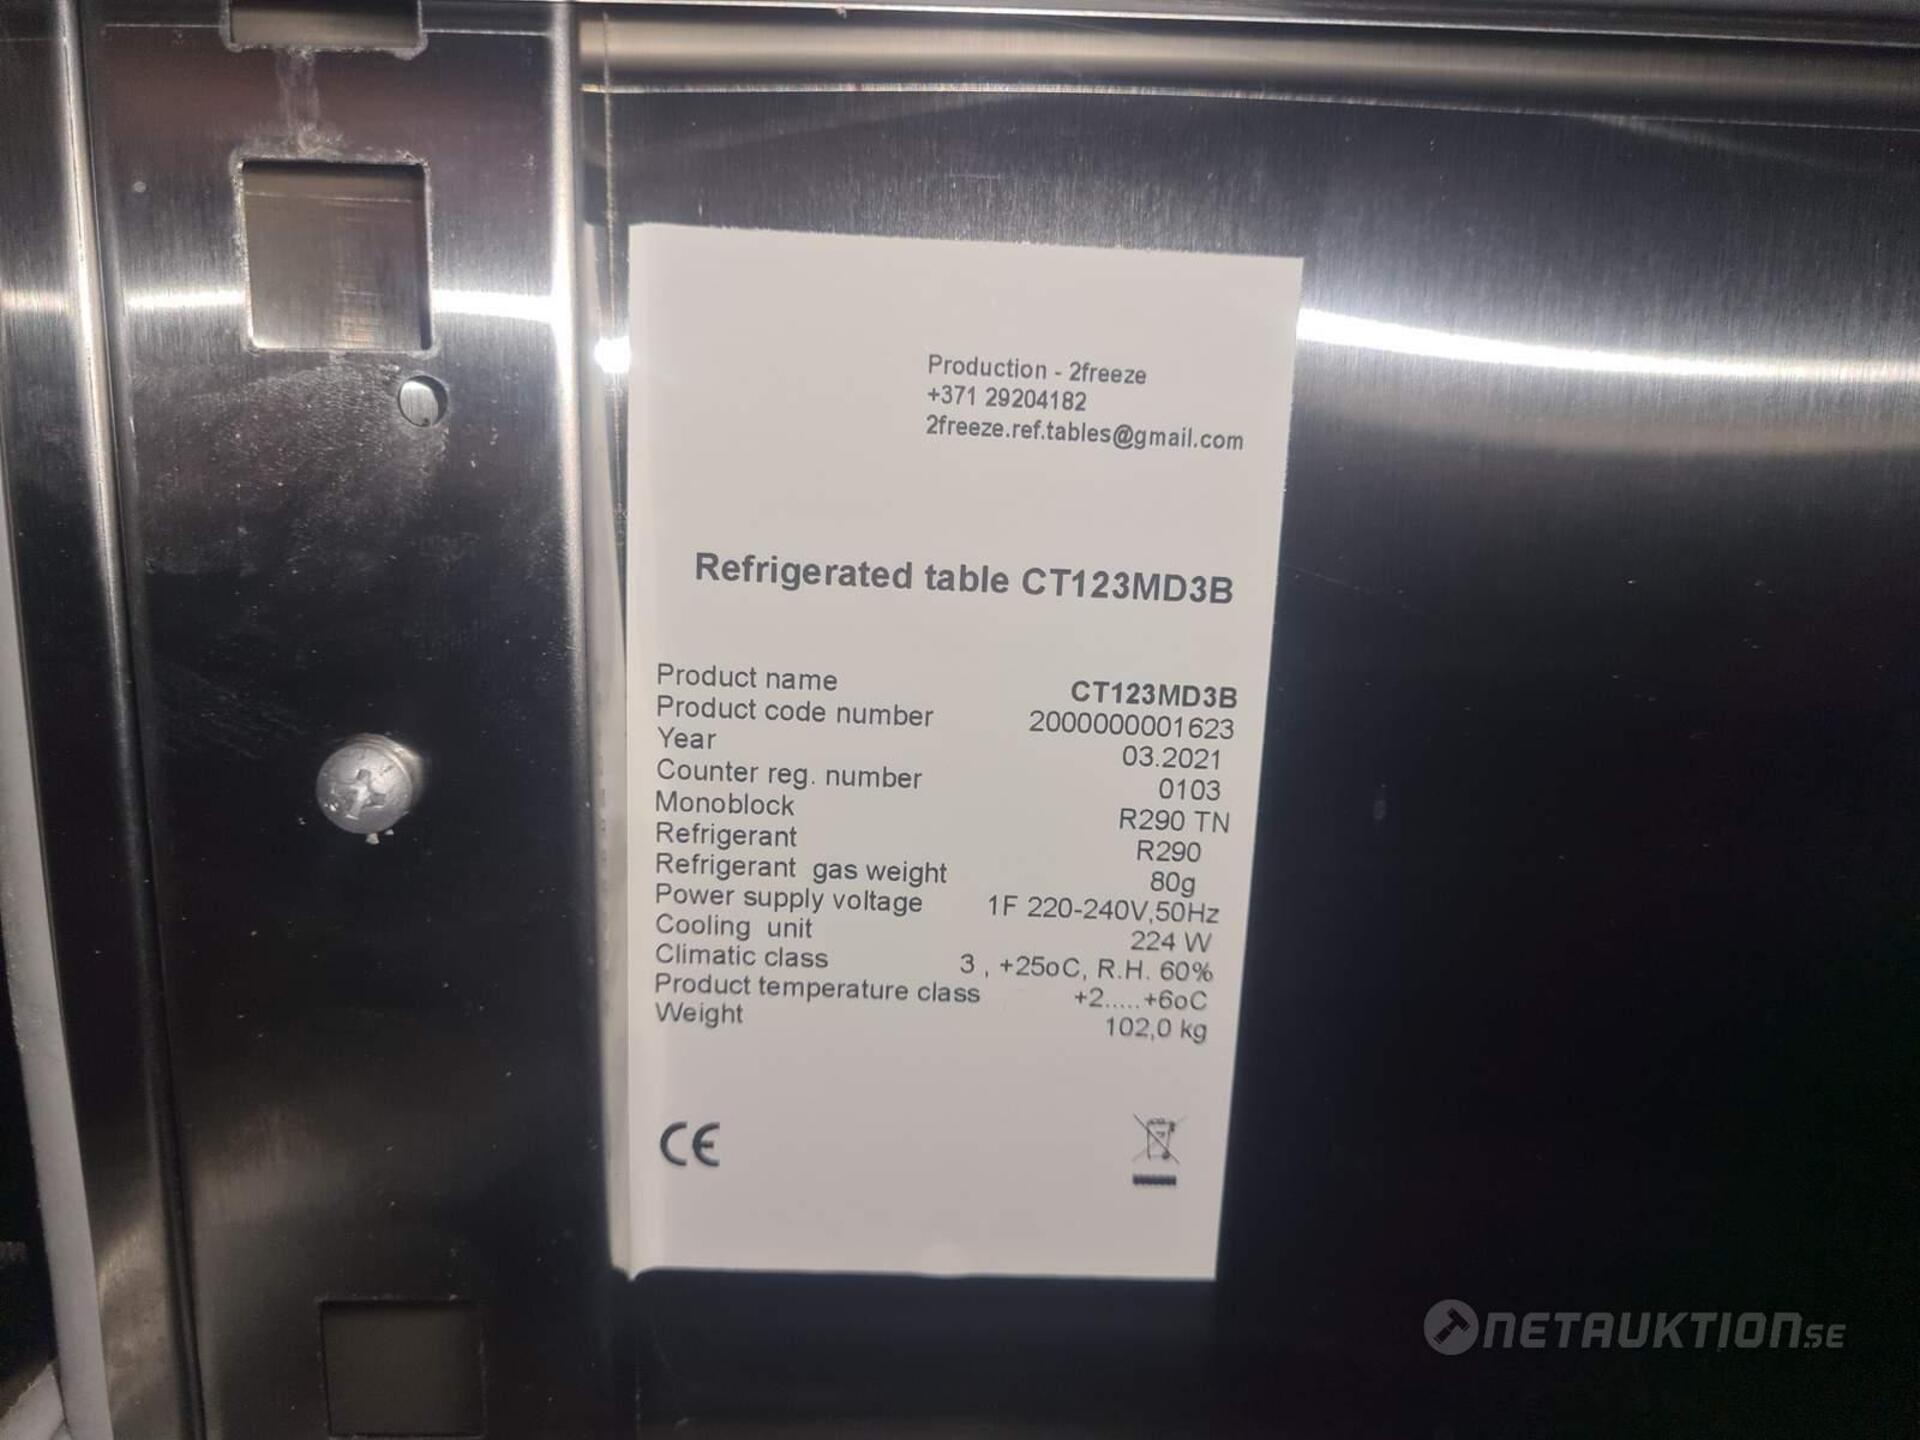 Production - 2freeze
+371 29204182
2freeze.ref.tables@gmail.com
Refrigerated table CT123MD3B
Product name CT123MD3B
Product code number 2000000001623
Year 03.2021
Counter reg. number 0103
Monoblock R290 TN
Refrigerant R290
Refrigerant gas weight 80g
Power supply voltage 1F 220-240V,50Hz
Cooling unit 224 W
Climatic class 3 , +25oC, R.H. 60%
Product temperature class +2.....+6oC
Weight 102,0 kg
CE
NETAUKTION.SE